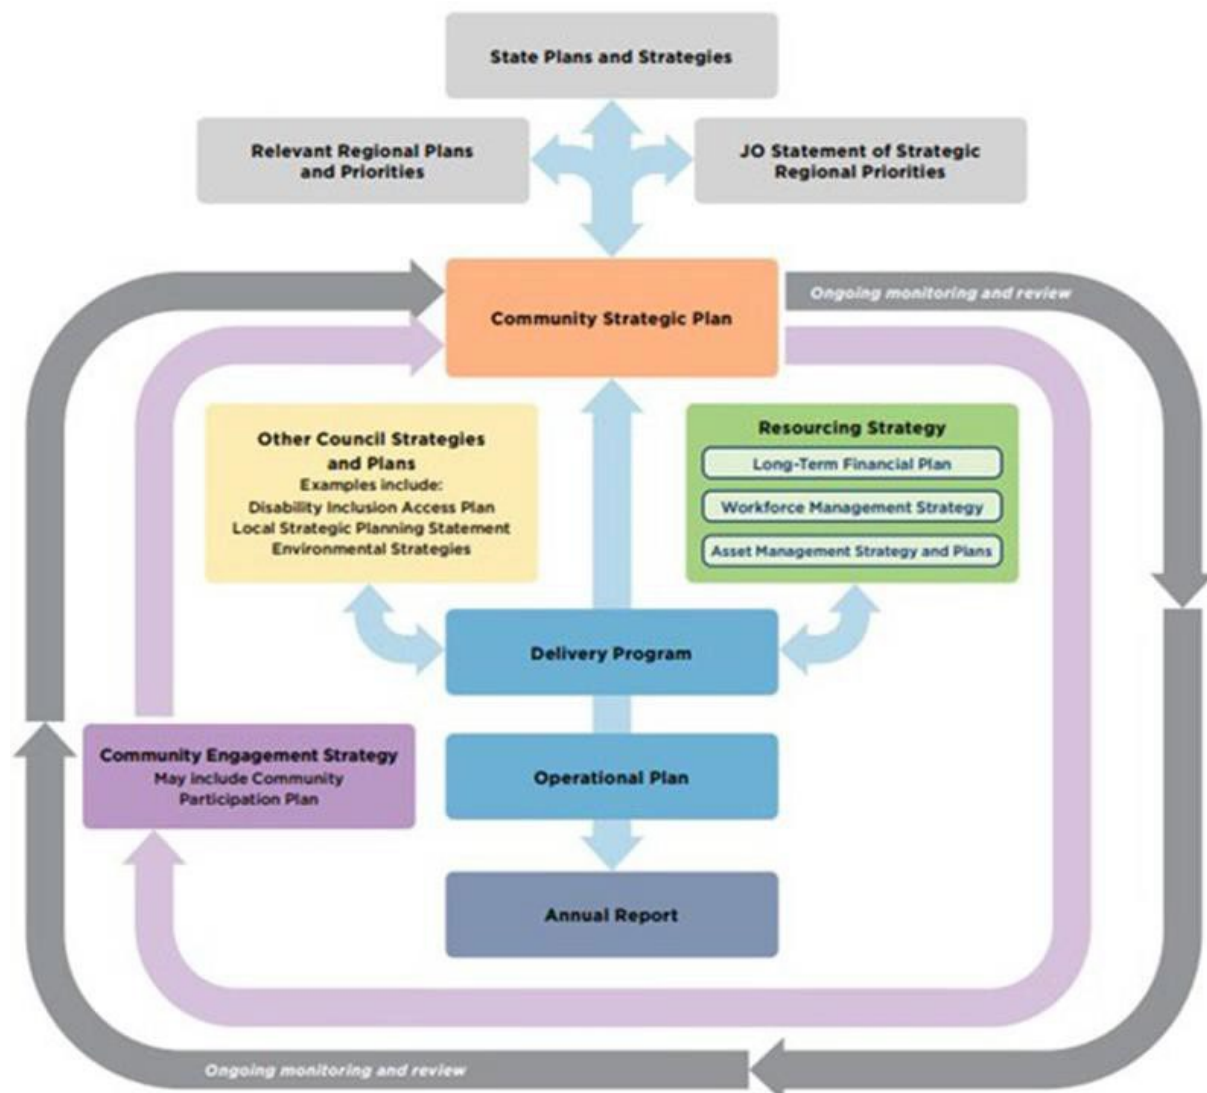 State Plans and Strategies
Relevant Regional Plans
and Priorities
JO Statement of Strategic
Regional Priorities
Community Strategic Plan
Ongoing monitoring and review
Other Council Strategies
and Plans
Examples include:
Disability Inclusion Access Plan
Local Strategic Planning Statement
Environmental Strategies
Resourcing Strategy
Long-Term Financial Plan
Workforce Management Strategy
Asset Management Strategy and Plans
Delivery Program
Community Engagement Strategy
May include Community
Participation Plan
Operational Plan
Annual Report
Ongoing monitoring and review